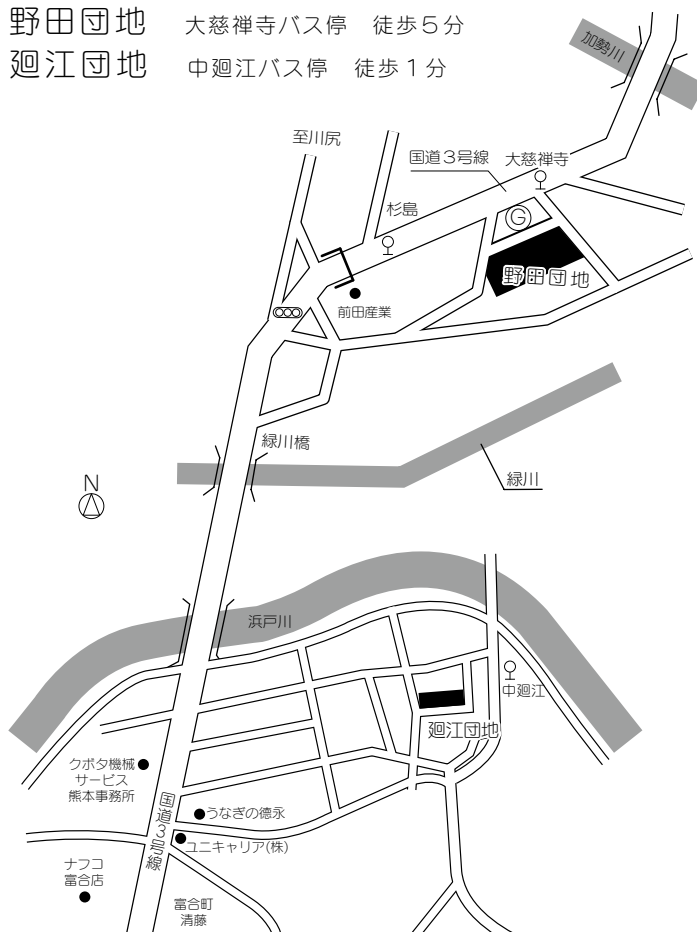 野田団地 大慈禅寺バス停 徒歩5分
廻江団地 中廻江バス停 徒歩1分
加勢川
至川尻
国道3号線
大慈禅寺
杉島
G
野田団地
前田産業
緑川橋
緑川
N
浜戸川
中廻江
廻江団地
クボタ機械
サービス
熊本事務所
国道3号線
うなぎの德永
ユニキャリア(株)
ナフコ
富合店
富合町
清藤